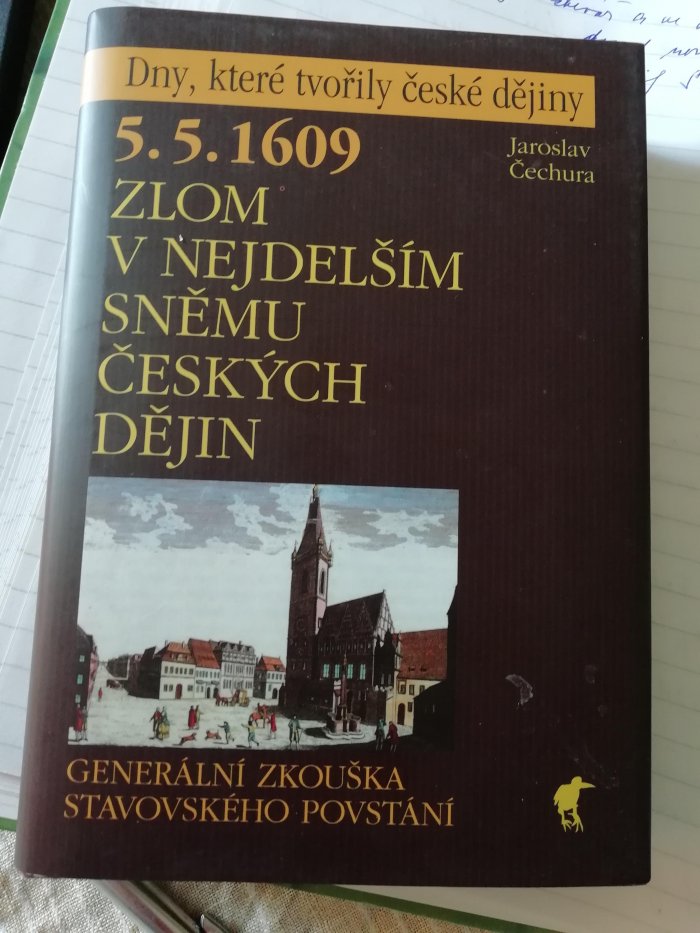 Dny, které tvořily české dějiny
5. 5. 1609
Jaroslav
Čechura
ZLOM
V NEJDELŠÍM
SNĚMU
ČESKÝCH
DĚJIN
GENERÁLNÍ ZKOUŠKA
STAVOVSKÉHO POVSTÁNÍ